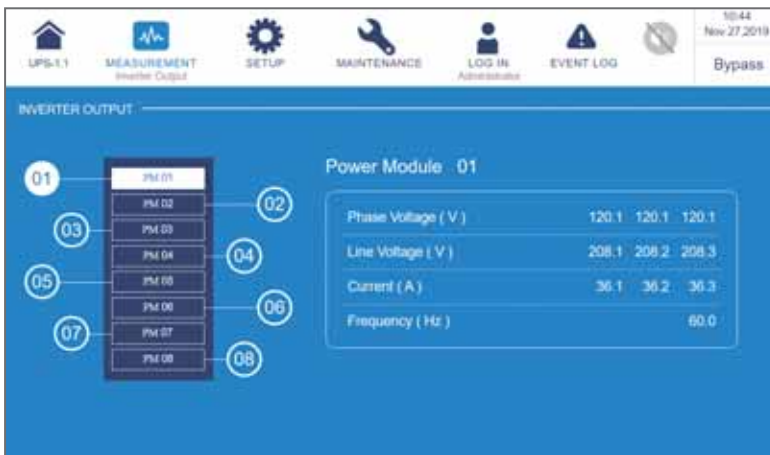 UPS-1.1
MEASUREMENT
Inverter Output
SETUP
MAINTENANCE
LOG IN
Administrator
EVENT LOG
10:44
Nov 27,2019
Bypass
INVERTER OUTPUT
01
PM 01
PM 02
02
03
PM 03
PM 04
04
05
PM 05
PM 06
06
07
PM 07
PM 08
08
Power Module 01
Phase Voltage ( V ) 120.1 120.1 120.1
Line Voltage ( V ) 208.1 208.2 208.3
Current ( A ) 36.1 36.2 36.3
Frequency ( Hz ) 60.0